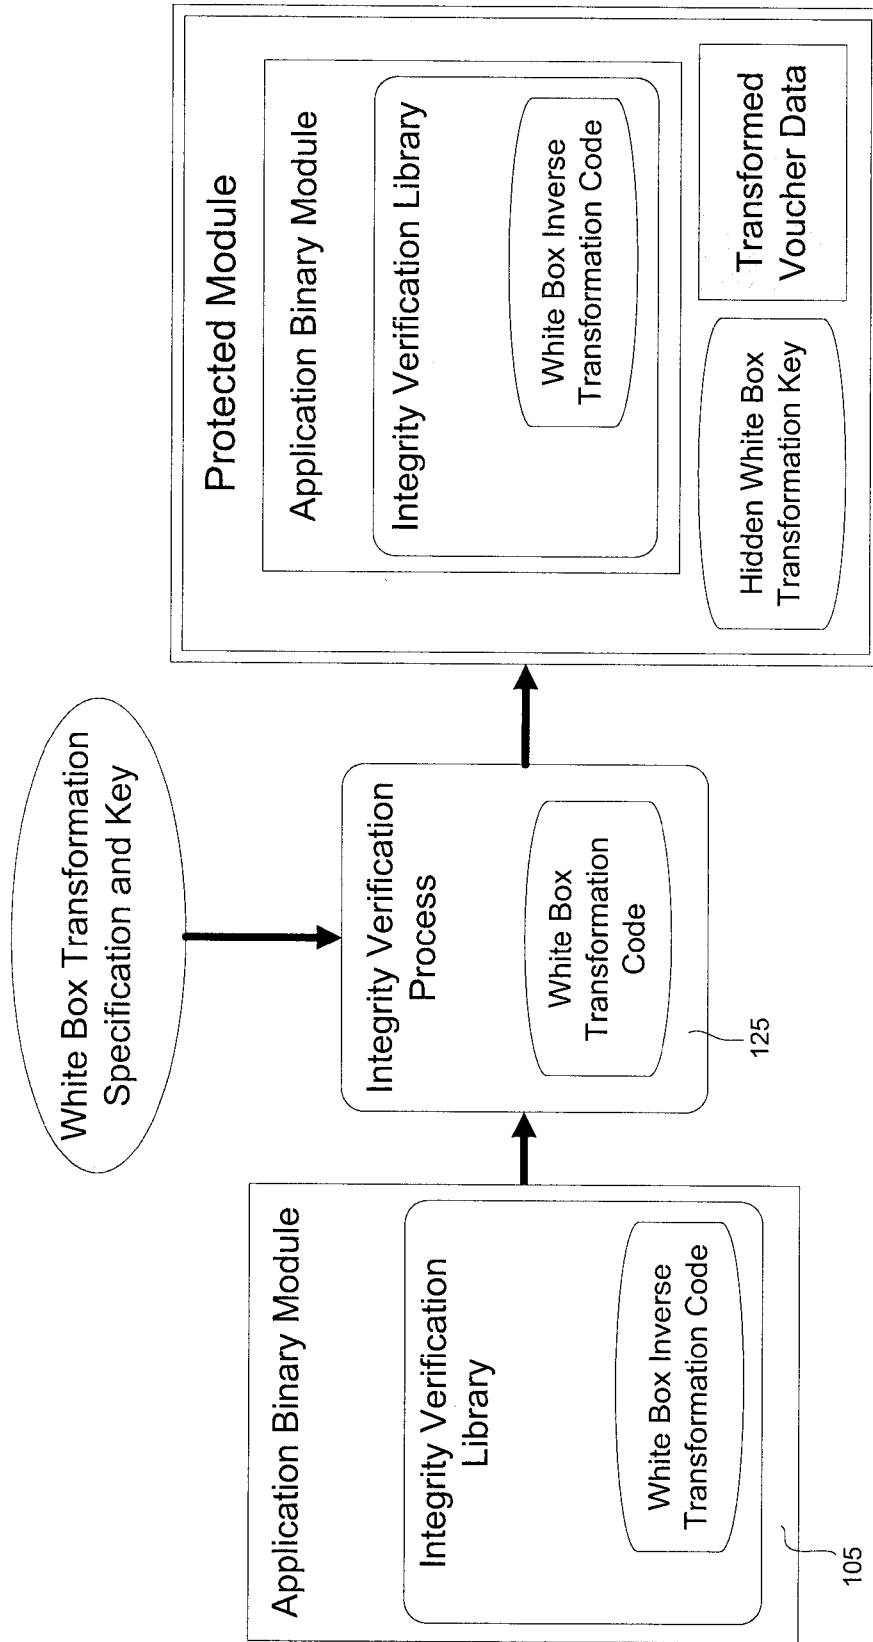 White Box Transformation
Specification and Key
Application Binary Module
Integrity Verification
Library
White Box Inverse
Transformation Code
105
Integrity Verification
Process
White Box
Transformation
Code
125
Protected Module
Application Binary Module
Integrity Verification Library
White Box Inverse
Transformation Code
Hidden White Box
Transformation Key
Transformed
Voucher Data